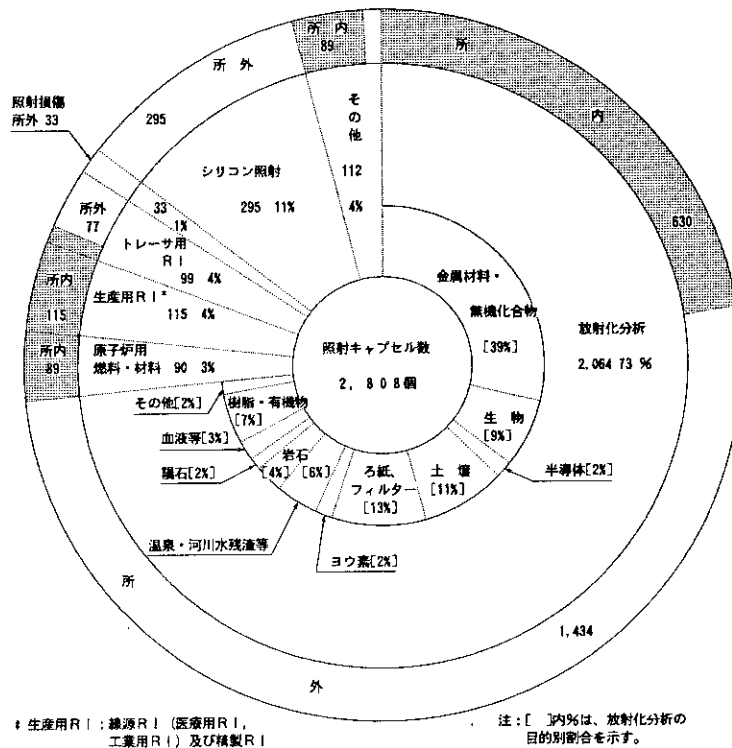 所内
89
所
内
630
所外
295
照射損傷
所外 33
所外
77
所内
115
所内
89
その他
112
4%
シリコン照射
295 11%
33
1%
トレーサ用
RI
99 4%
生産用RI*
115 4%
原子炉用
燃料・材料 90 3%
放射化分析
2,064 73 %
照射キャプセル数
2,808個
金属材料・
無機化合物
[39%]
生物
[9%]
半導体[2%]
土壌
[11%]
ろ紙、
フィルター
[13%]
ヨウ素[2%]
岩石
[6%]
[4%]
温泉・河川水残渣等
隕石[2%]
血液等[3%]
樹脂・有機物
[7%]
その他[2%]
所
外
1,434
* 生産用RI:線源RI(医療用RI,
工業用RI)及び精製RI
注:[ ]内%は、放射化分析の
目的別割合を示す。